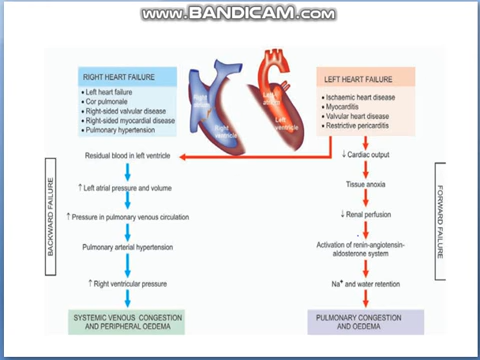 www.BANDICAM.com
RIGHT HEART FAILURE
• Left heart failure
• Cor pulmonale
• Right-sided valvular disease
• Right-sided myocardial disease
• Pulmonary hypertension
Right
Left
Right
ventricle
Left
ventricle
LEFT HEART FAILURE
• Ischaemic heart disease
• Myocarditis
• Valvular heart disease
• Restrictive pericarditis
BACKWARD FAILURE
Residual blood in left ventricle
↑ Left atrial pressure and volume
↑ Pressure in pulmonary venous circulation
Pulmonary arterial hypertension
↑ Right ventricular pressure
SYSTEMIC VENOUS CONGESTION
AND PERIPHERAL OEDEMA
↓ Cardiac output
Tissue anoxia
↓ Renal perfusion
Activation of renin-angiotensin-
aldosterone system
Na⁺ and water retention
PULMONARY CONGESTION
AND OEDEMA
FORWARD FAILURE